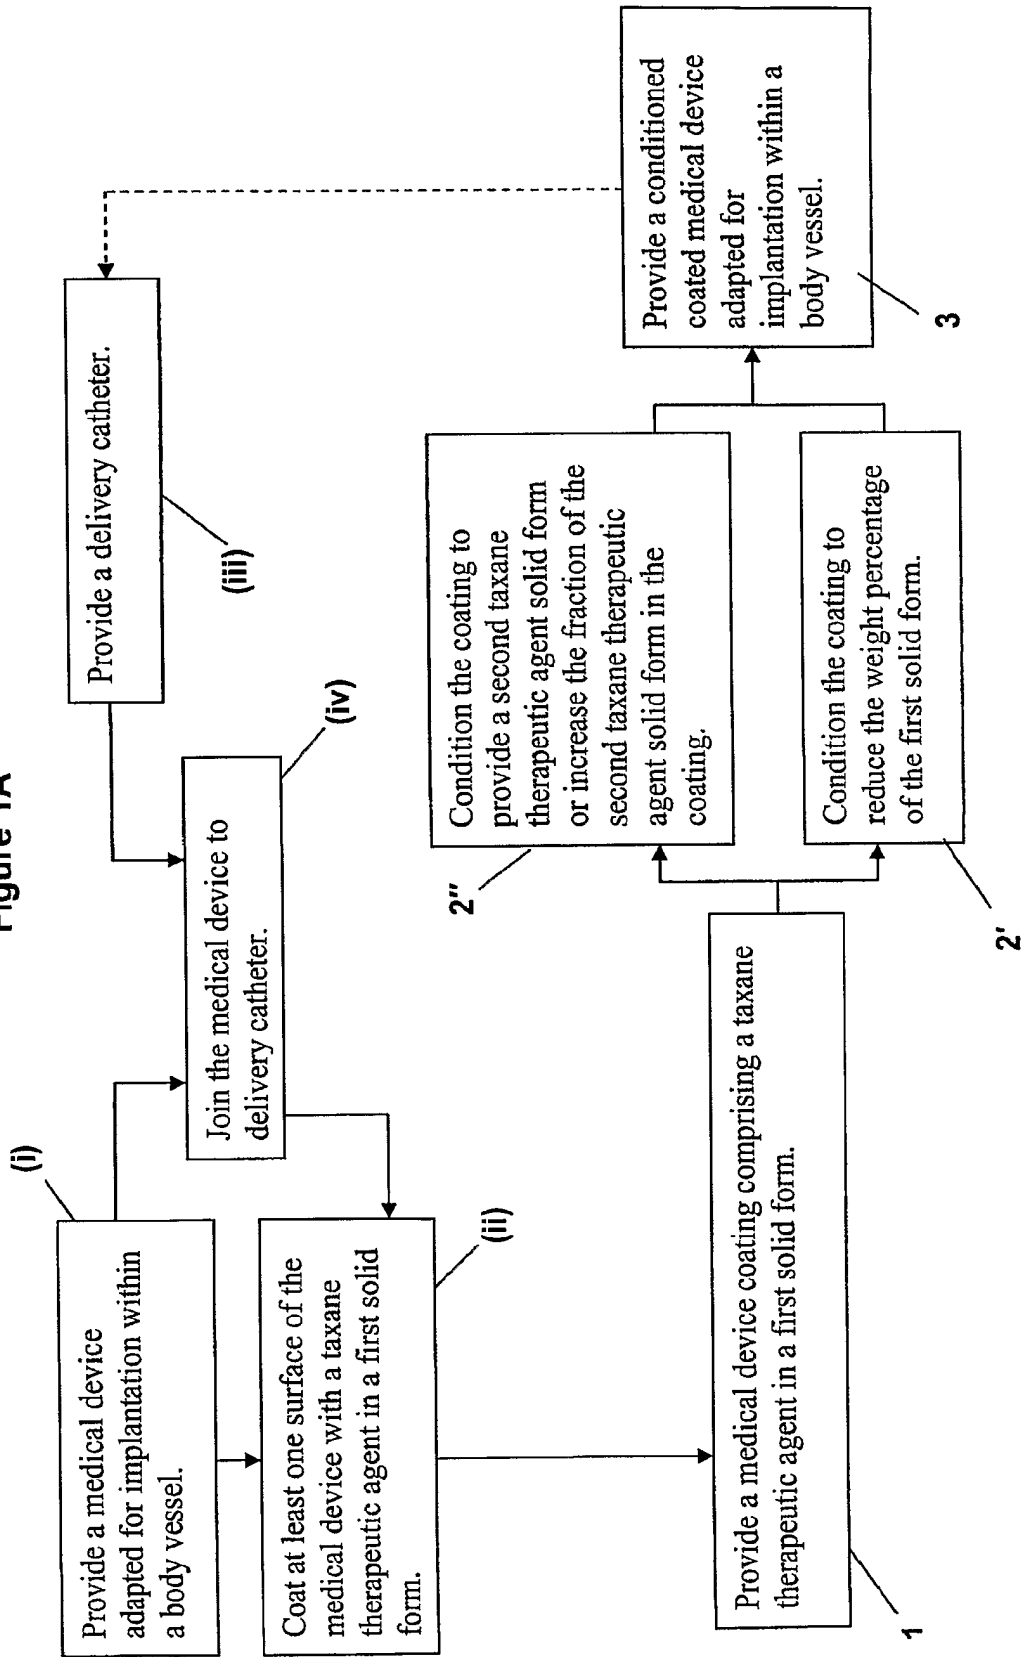 Figure 1A
(i)
Provide a medical device
adapted for implantation within
a body vessel.
Coat at least one surface of the
medical device with a taxane
therapeutic agent in a first solid
form.
(ii)
Join the medical device to
delivery catheter.
(iv)
Provide a delivery catheter.
(iii)
Provide a medical device coating comprising a taxane
therapeutic agent in a first solid form.
1
2"
Condition the coating to
provide a second taxane
therapeutic agent solid form
or increase the fraction of the
second taxane therapeutic
agent solid form in the
coating.
Condition the coating to
reduce the weight percentage
of the first solid form.
2'
Provide a conditioned
coated medical device
adapted for
implantation within a
body vessel.
3